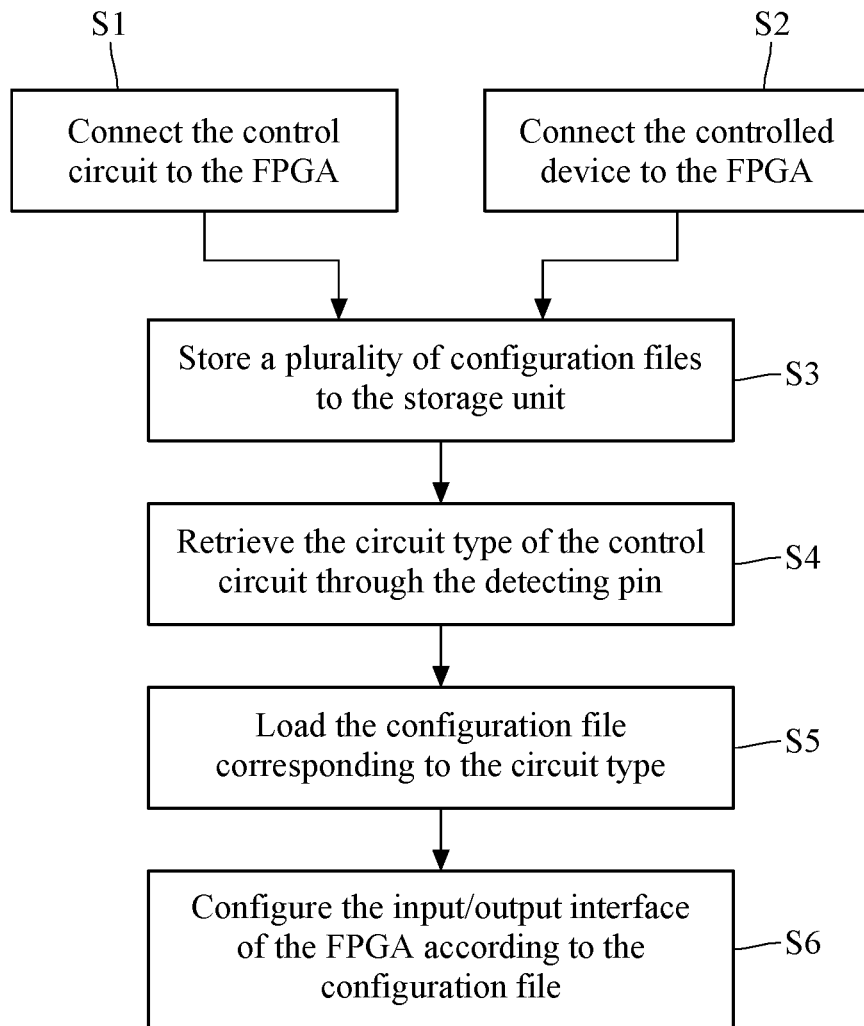 S1
S2
Connect the control
circuit to the FPGA
Connect the controlled
device to the FPGA
Store a plurality of configuration files
to the storage unit
S3
Retrieve the circuit type of the control
circuit through the detecting pin
S4
Load the configuration file
corresponding to the circuit type
S5
Configure the input/output interface
of the FPGA according to the
configuration file
S6